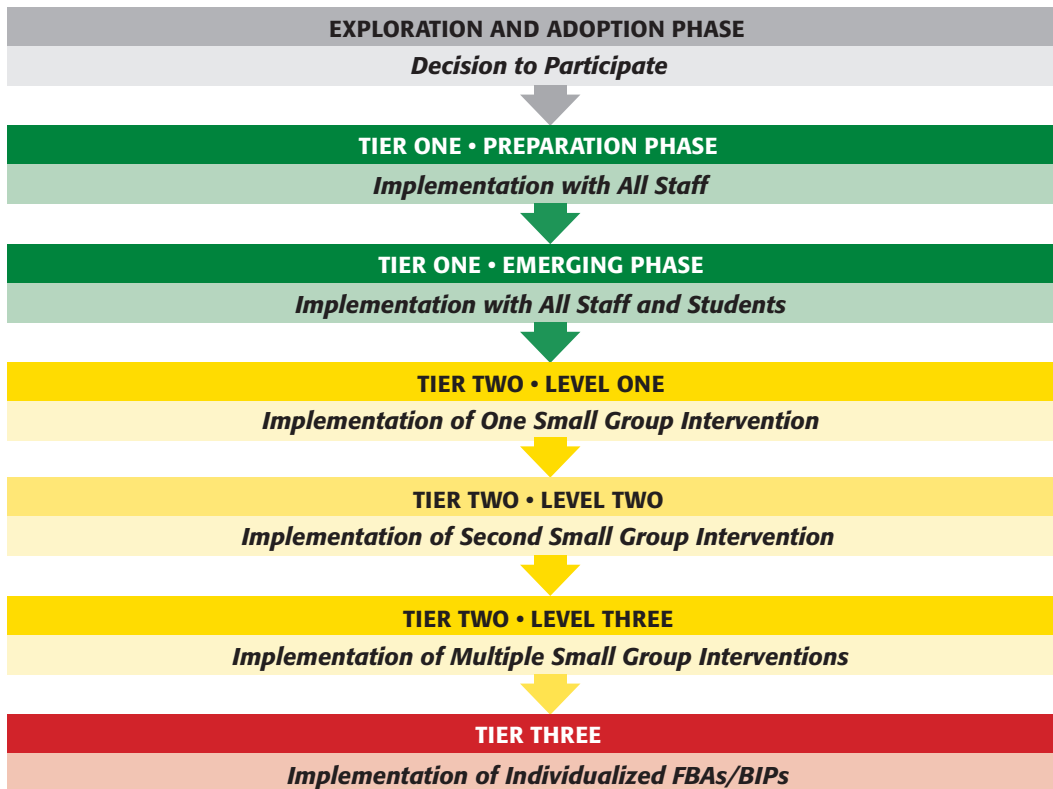 EXPLORATION AND ADOPTION PHASE
Decision to Participate
TIER ONE • PREPARATION PHASE
Implementation with All Staff
TIER ONE • EMERGING PHASE
Implementation with All Staff and Students
TIER TWO • LEVEL ONE
Implementation of One Small Group Intervention
TIER TWO • LEVEL TWO
Implementation of Second Small Group Intervention
TIER TWO • LEVEL THREE
Implementation of Multiple Small Group Interventions
TIER THREE
Implementation of Individualized FBAs/BIPs